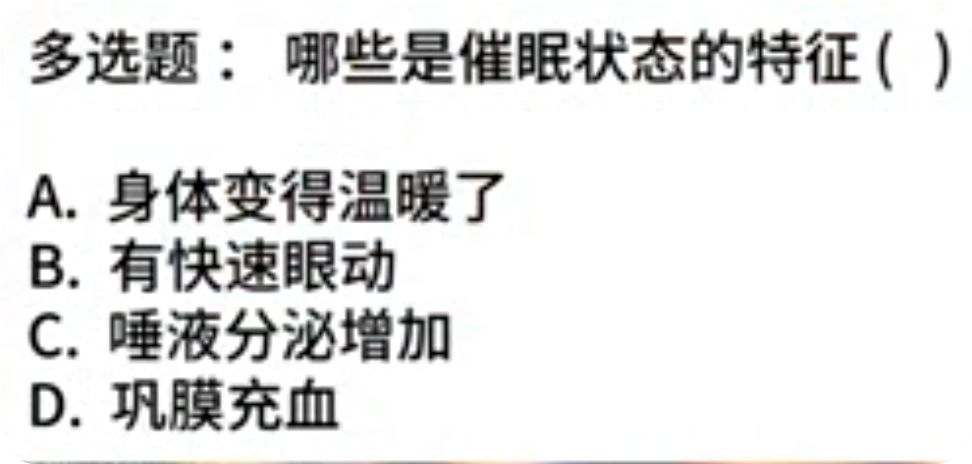 多选题： 哪些是催眠状态的特征( )
A. 身体变得温暖了
B. 有快速眼动
C. 唾液分泌增加
D. 巩膜充血